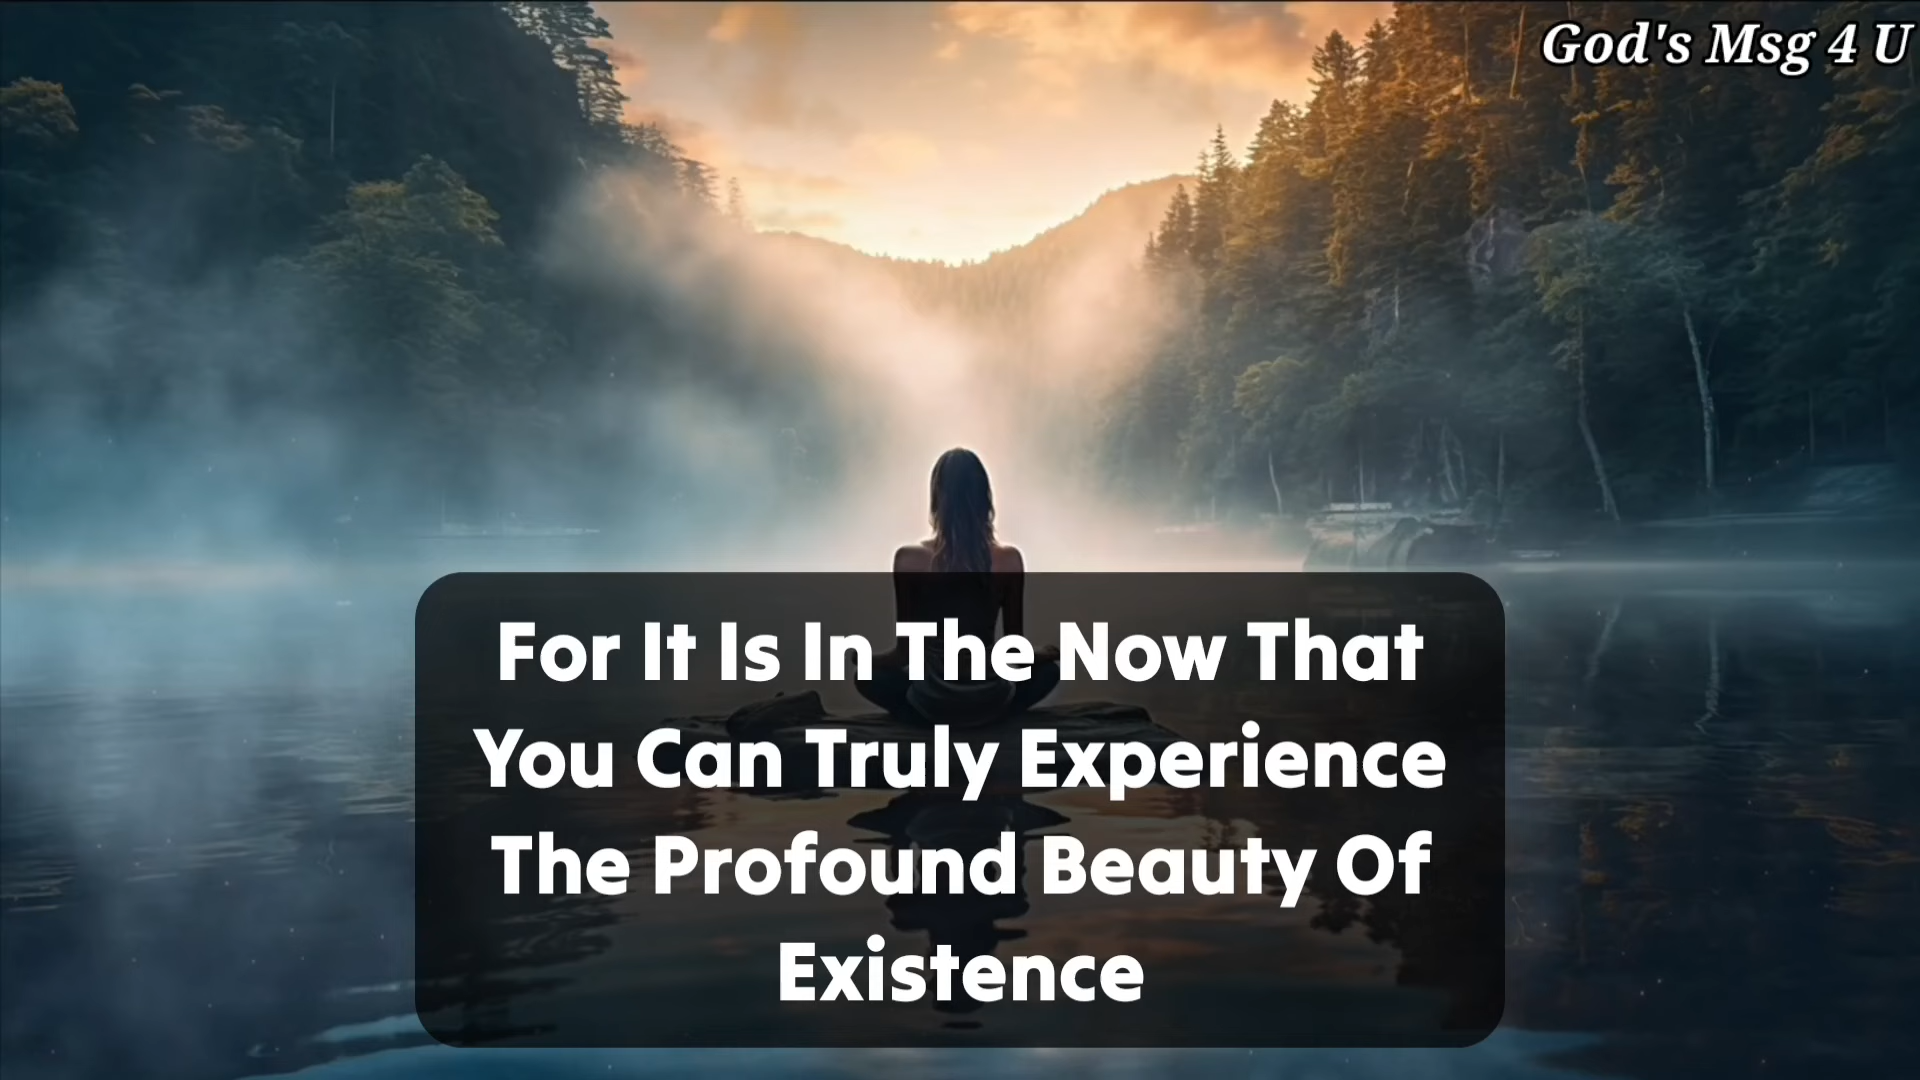 God's Msg 4 U
For It Is In The Now That
You Can Truly Experience
The Profound Beauty Of
Existence